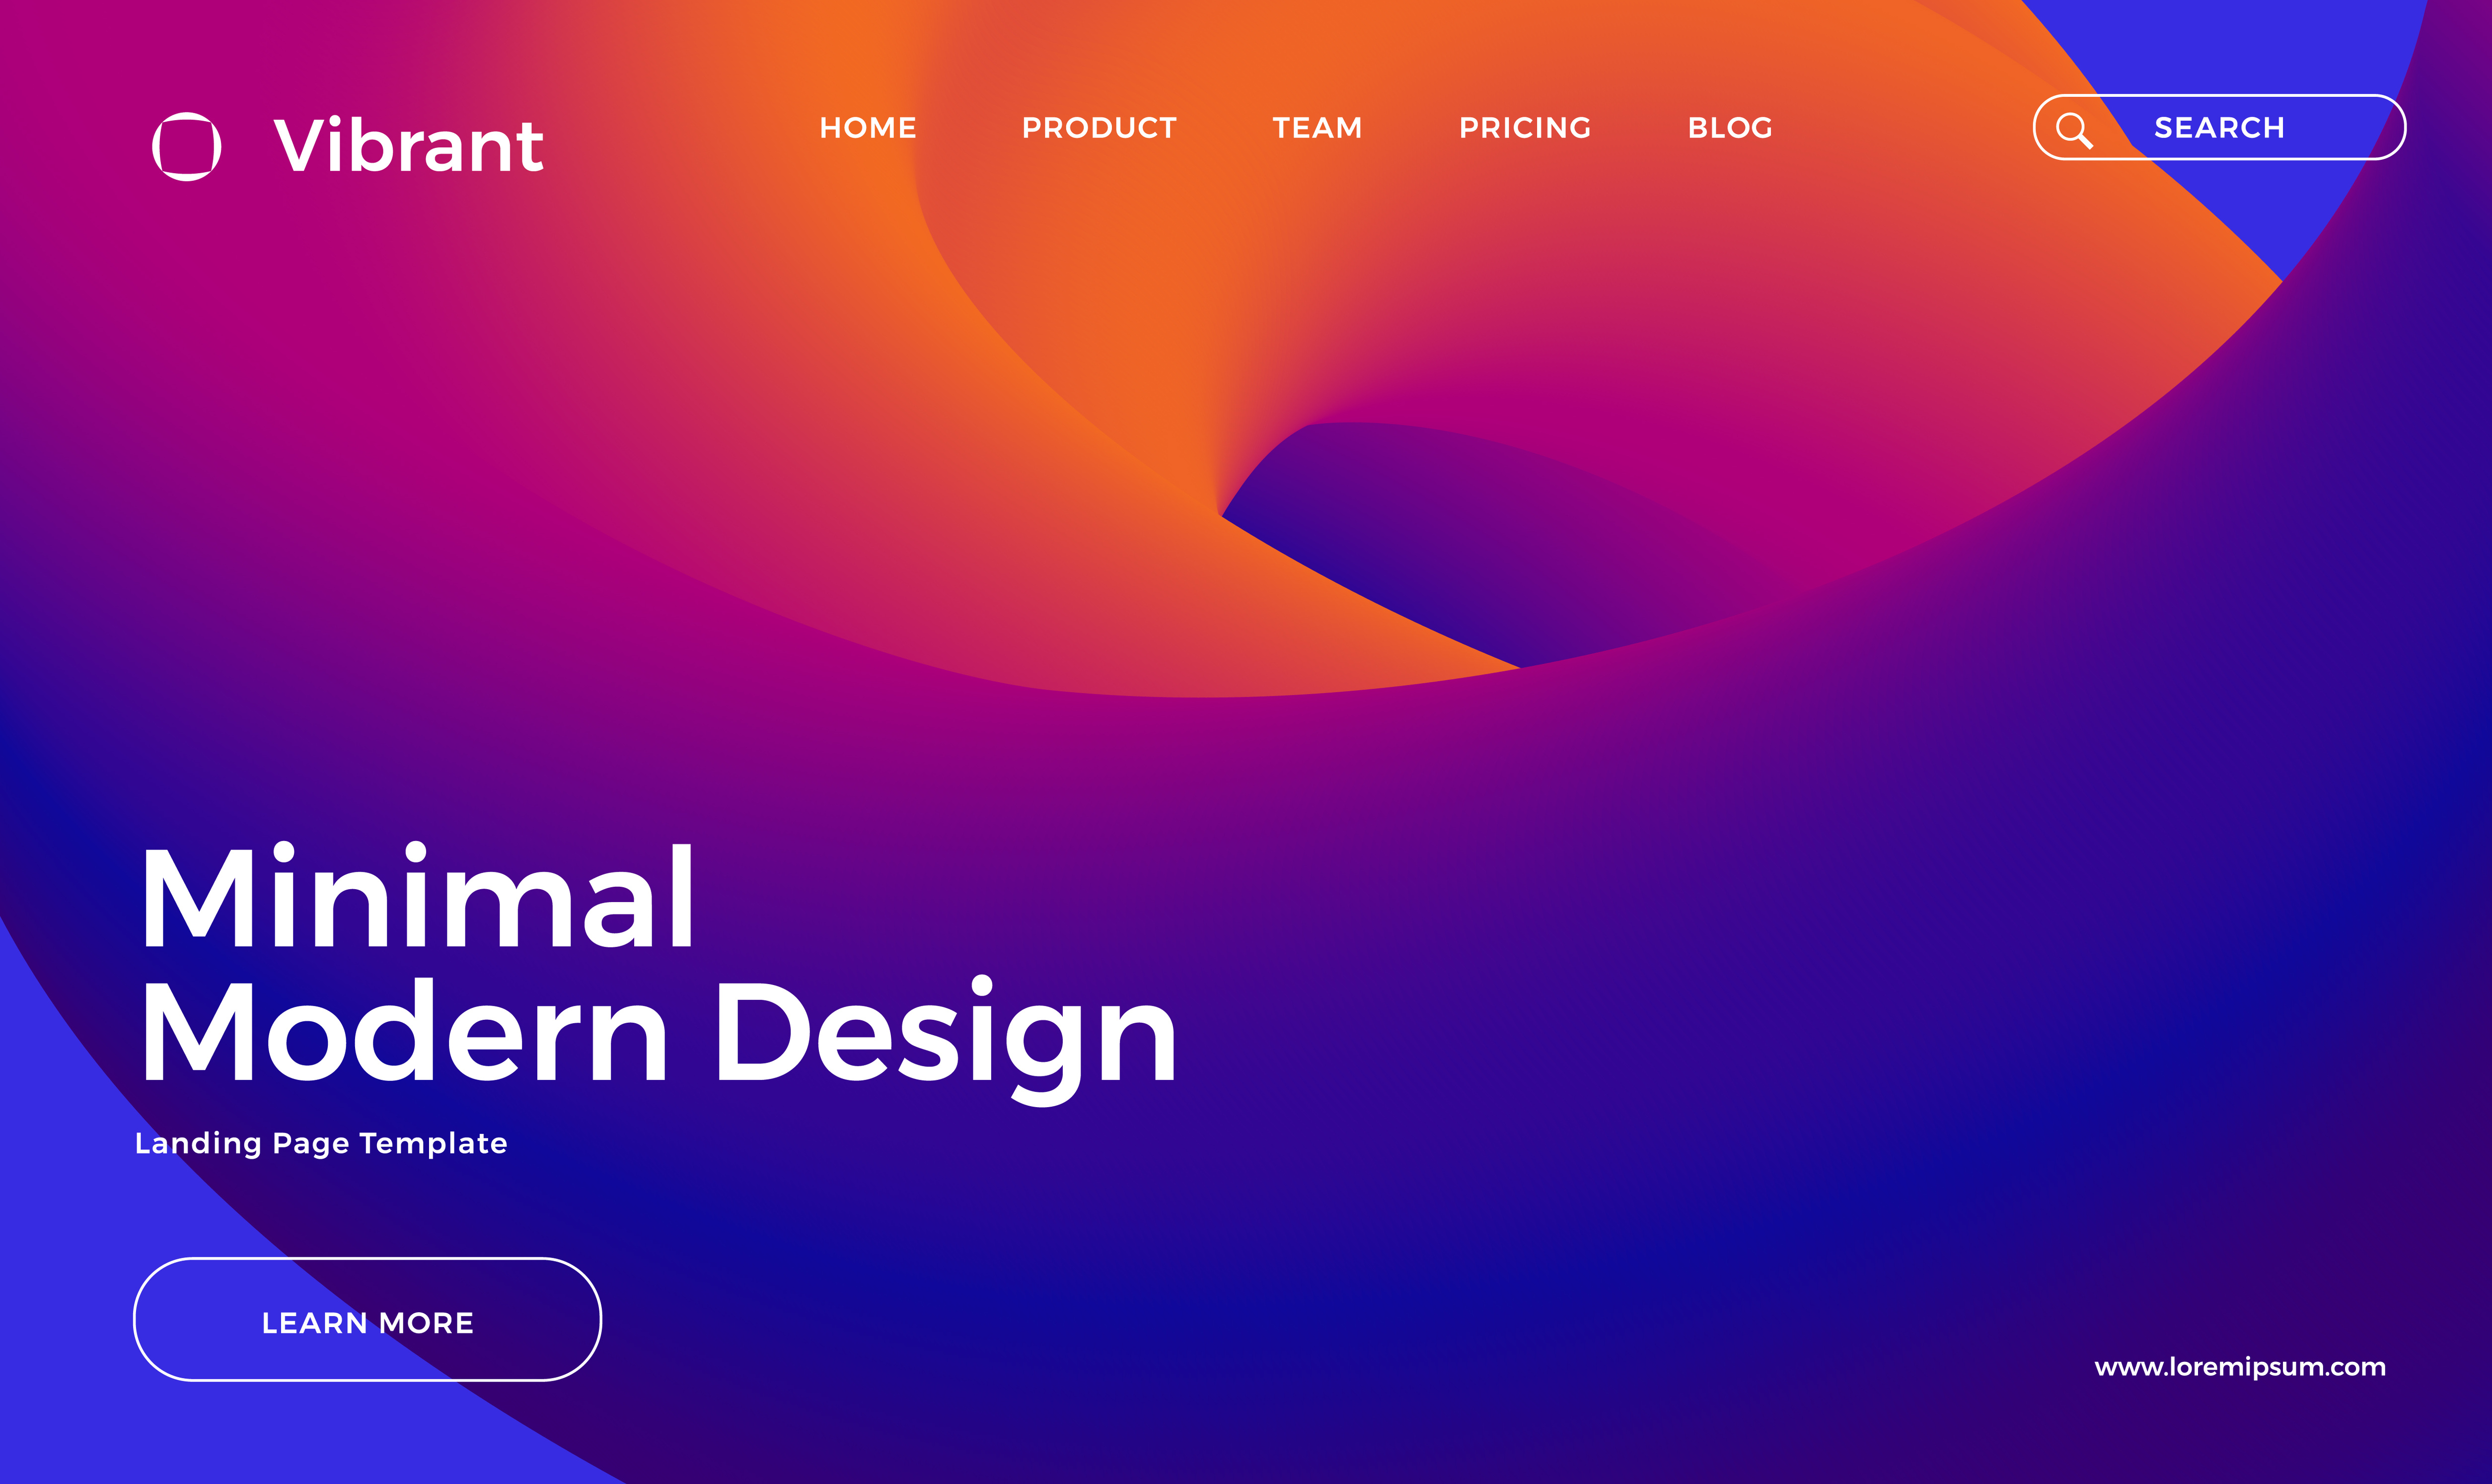 Vibrant
HOME PRODUCT TEAM PRICING BLOG
SEARCH
Minimal
Modern Design
Landing Page Template
LEARN MORE
www.loremipsum.com